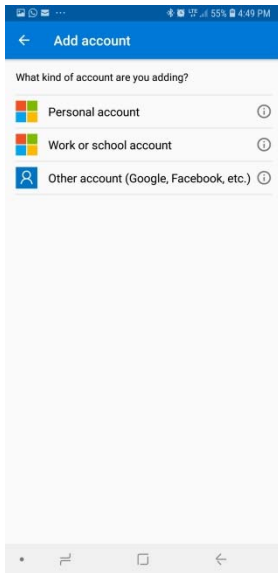 55% 4:49 PM
Add account
What kind of account are you adding?
Personal account
Work or school account
Other account (Google, Facebook, etc.)